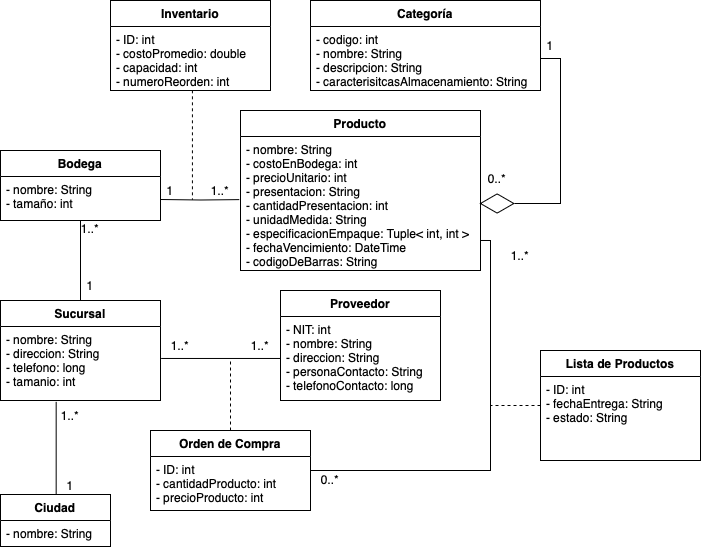 Inventario
- ID: int
- costoPromedio: double
- capacidad: int
- numeroReorden: int
Categoría
- codigo: int
- nombre: String
- descripcion: String
- caracterisitcasAlmacenamiento: String
1
Producto
- nombre: String
- costoEnBodega: int
- precioUnitario: int
- presentacion: String
- cantidadPresentacion: int
- unidadMedida: String
- especificacionEmpaque: Tuple< int, int >
- fechaVencimiento: DateTime
- codigoDeBarras: String
0..*
1..*
Bodega
- nombre: String
- tamaño: int
1
1..*
1..*
1
Sucursal
- nombre: String
- direccion: String
- telefono: long
- tamanio: int
1..*
1..*
Proveedor
- NIT: int
- nombre: String
- direccion: String
- personaContacto: String
- telefonoContacto: long
Lista de Productos
- ID: int
- fechaEntrega: String
- estado: String
1..*
1
Orden de Compra
- ID: int
- cantidadProducto: int
- precioProducto: int
0..*
Ciudad
- nombre: String